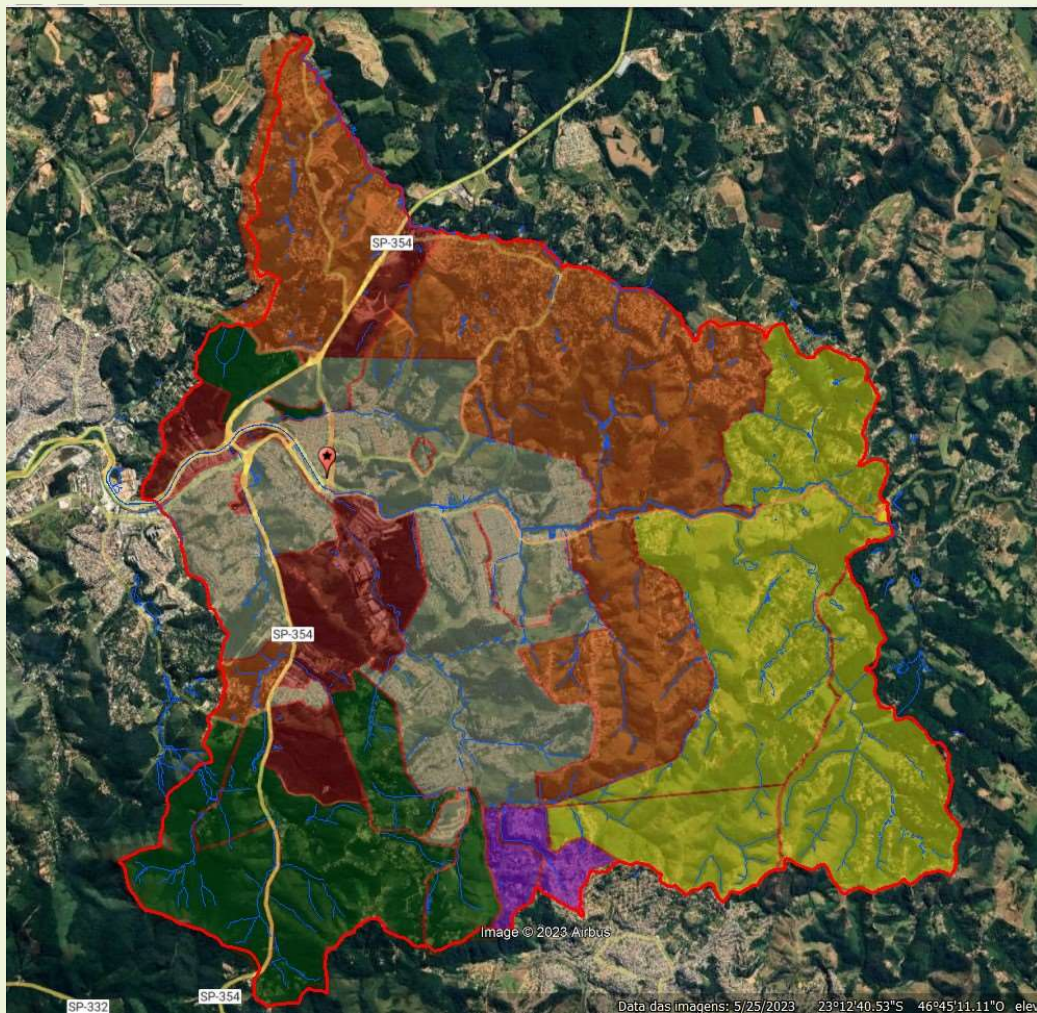 SP-354
SP-354
Image © 2023 Airbus
SP-354
SP-332
Data das imagens: 5/25/2023 23°12'40.53"S 46°45'11.11"O elev